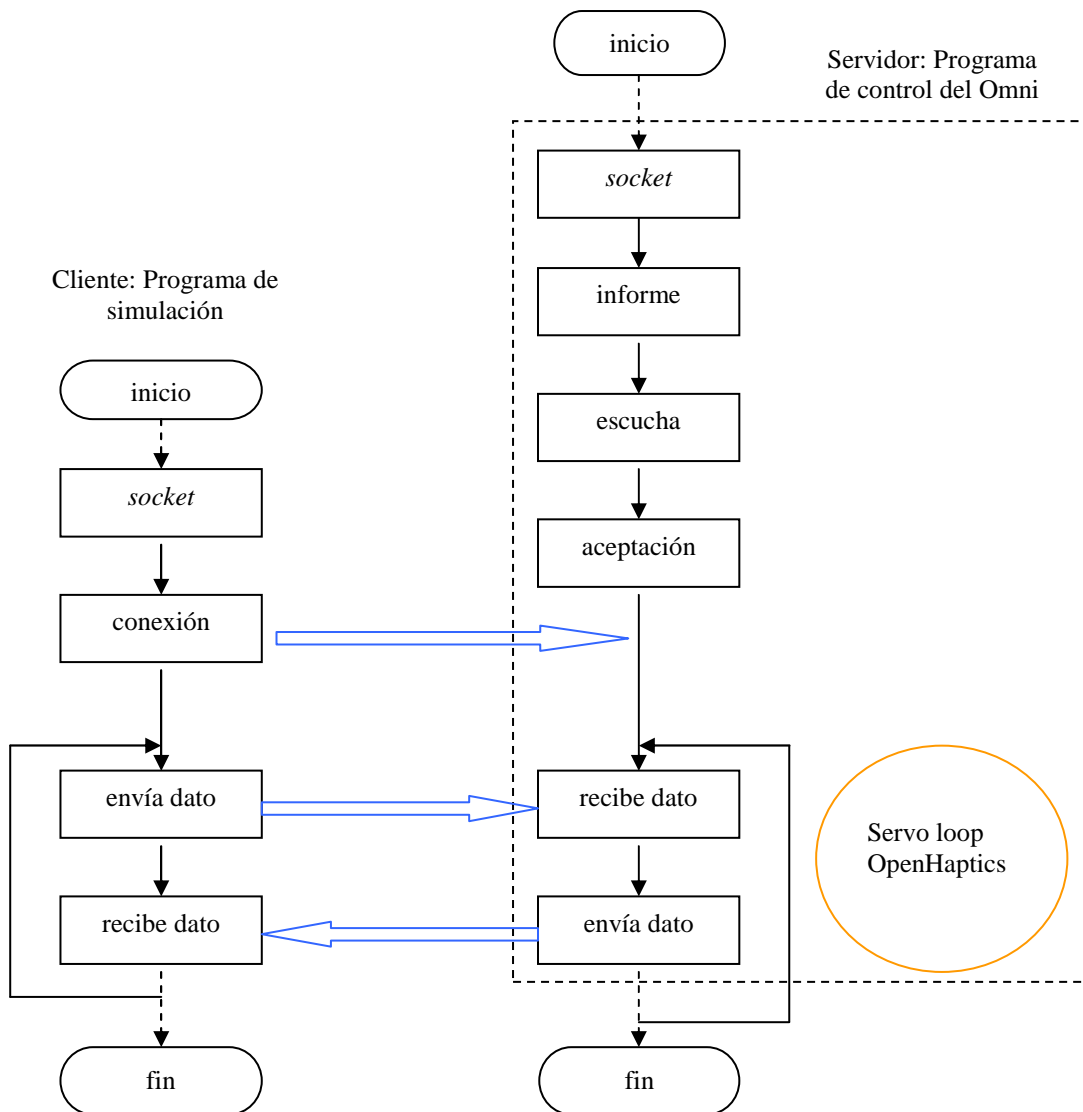 inicio
Servidor: Programa
de control del Omni
socket
informe
escucha
aceptación
Cliente: Programa de
simulación
inicio
socket
conexión
envía dato
recibe dato
fin
recibe dato
envía dato
fin
Servo loop
OpenHaptics